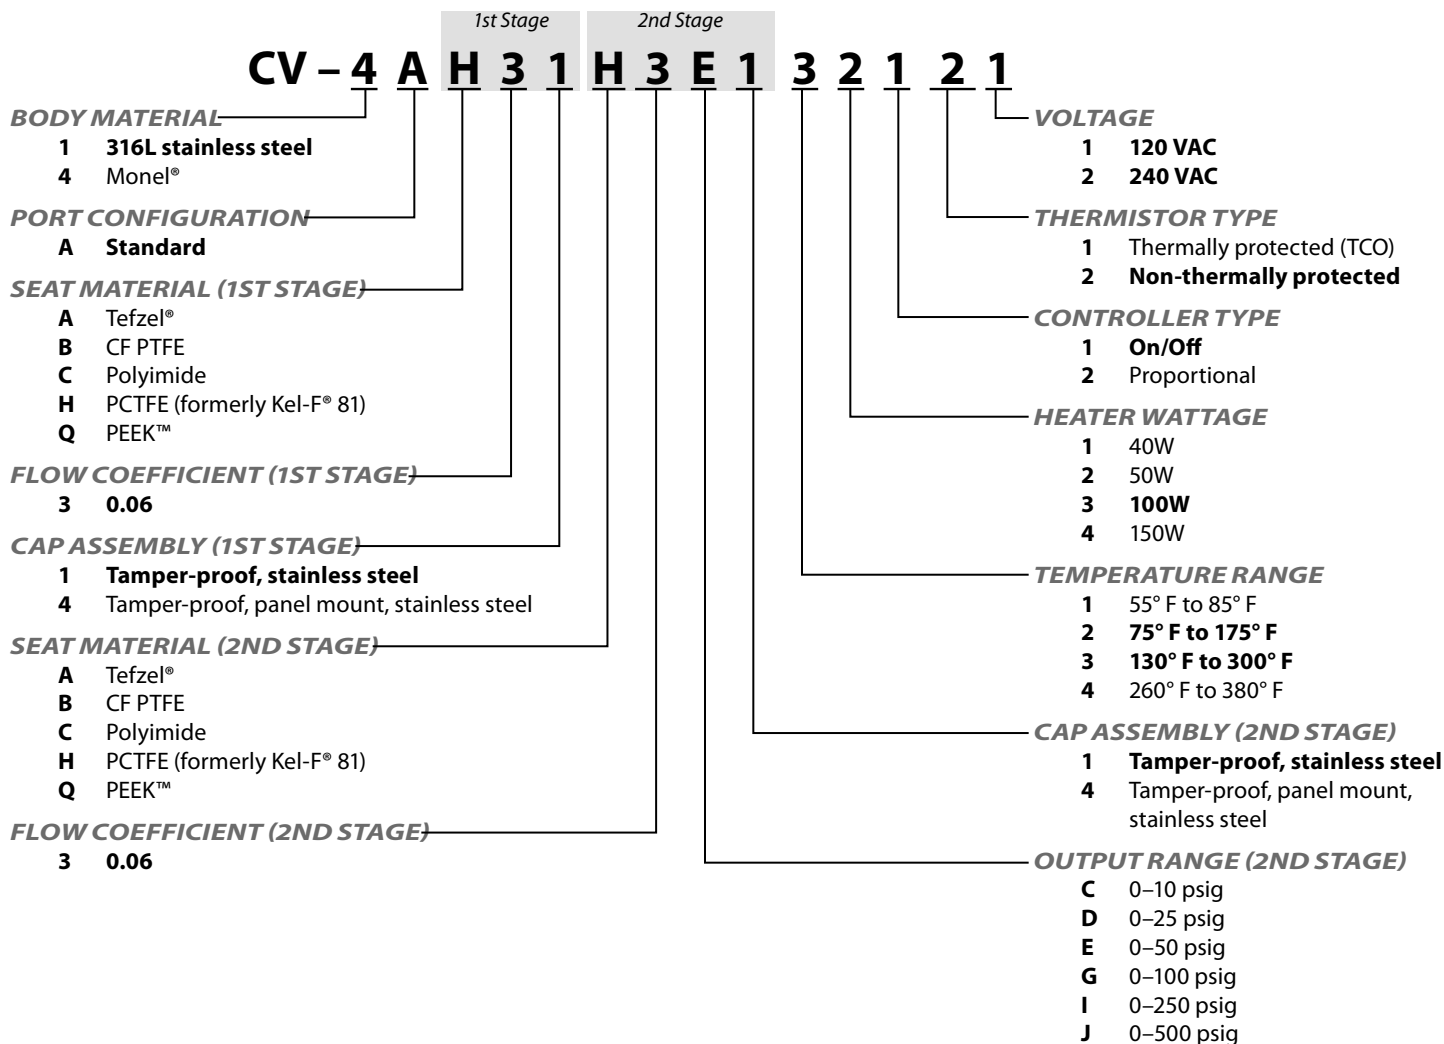 1st Stage
2nd Stage
CV – 4 A H 3 1 H 3 E 1 3 2 1 2 1
BODY MATERIAL
1 316L stainless steel
4 Monel®
PORT CONFIGURATION
A Standard
SEAT MATERIAL (1ST STAGE)
A Tefzel®
B CF PTFE
C Polyimide
H PCTFE (formerly Kel-F® 81)
Q PEEK™
FLOW COEFFICIENT (1ST STAGE)
3 0.06
CAP ASSEMBLY (1ST STAGE)
1 Tamper-proof, stainless steel
4 Tamper-proof, panel mount, stainless steel
SEAT MATERIAL (2ND STAGE)
A Tefzel®
B CF PTFE
C Polyimide
H PCTFE (formerly Kel-F® 81)
Q PEEK™
FLOW COEFFICIENT (2ND STAGE)
3 0.06
VOLTAGE
1 120 VAC
2 240 VAC
THERMISTOR TYPE
1 Thermally protected (TCO)
2 Non-thermally protected
CONTROLLER TYPE
1 On/Off
2 Proportional
HEATER WATTAGE
1 40W
2 50W
3 100W
4 150W
TEMPERATURE RANGE
1 55° F to 85° F
2 75° F to 175° F
3 130° F to 300° F
4 260° F to 380° F
CAP ASSEMBLY (2ND STAGE)
1 Tamper-proof, stainless steel
4 Tamper-proof, panel mount,
stainless steel
OUTPUT RANGE (2ND STAGE)
C 0–10 psig
D 0–25 psig
E 0–50 psig
G 0–100 psig
I 0–250 psig
J 0–500 psig